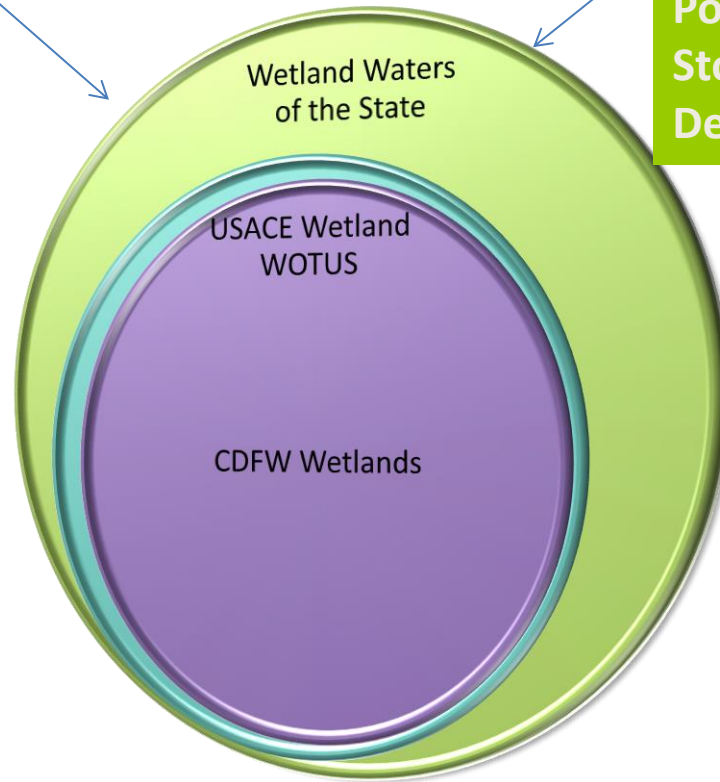 Wetland Waters
of the State
USACE Wetland
WOTUS
CDFW Wetlands